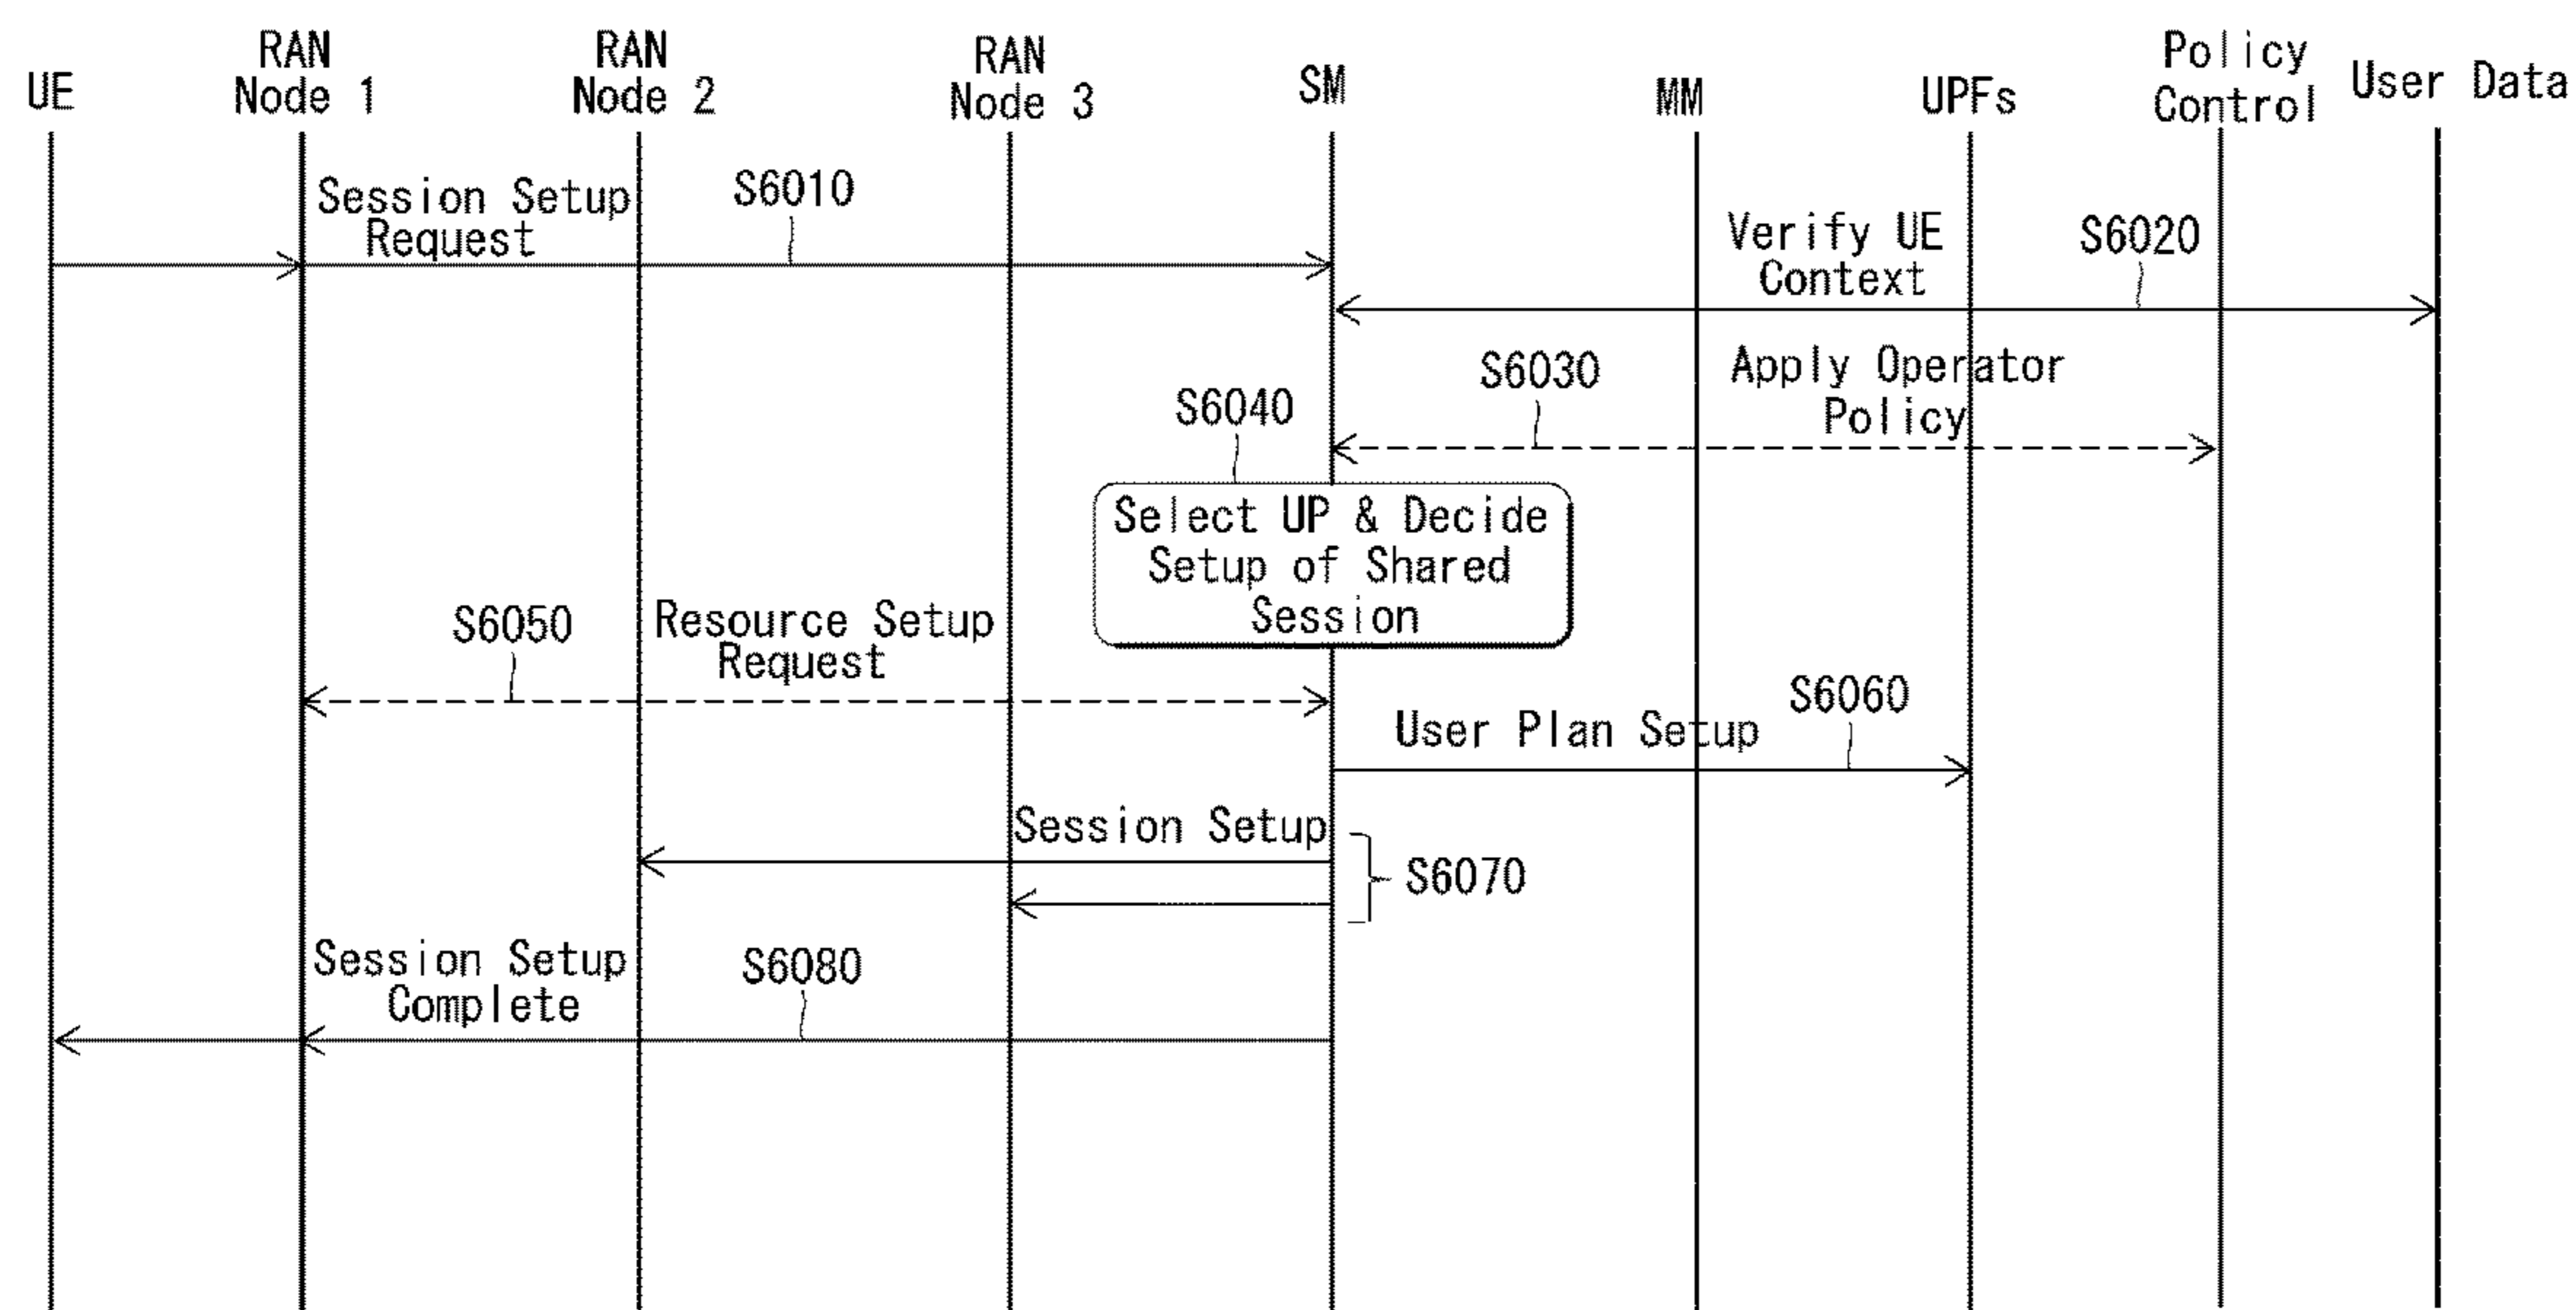 UE
RAN
Node 1
RAN
Node 2
RAN
Node 3
SM
MM
UPFs
Policy
Control
User Data
Session Setup
Request
S6010
Verify UE
Context
S6020
Apply Operator
Policy
S6030
S6040
Select UP & Decide
Setup of Shared
Session
S6050
Resource Setup
Request
User Plan Setup
S6060
Session Setup
S6070
Session Setup
Complete
S6080